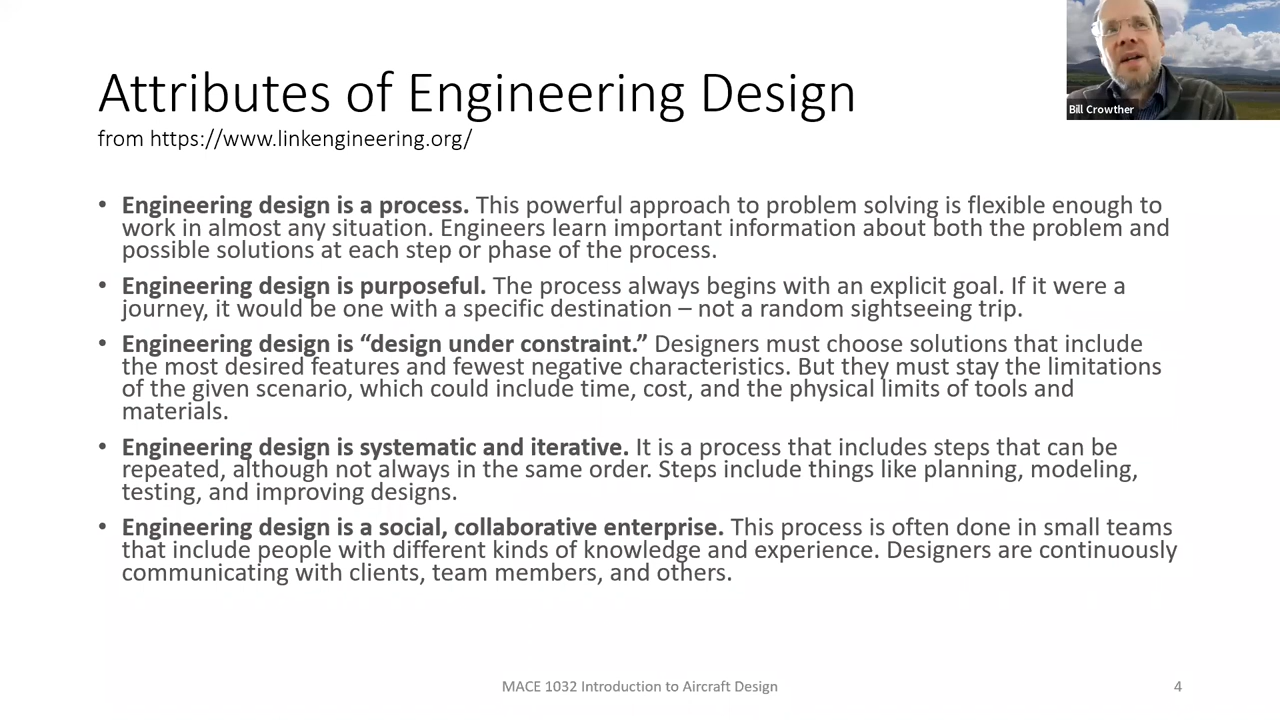 Attributes of Engineering Design
from https://www.linkengineering.org/
Bill Crowther
• Engineering design is a process. This powerful approach to problem solving is flexible enough to
work in almost any situation. Engineers learn important information about both the problem and
possible solutions at each step or phase of the process.
• Engineering design is purposeful. The process always begins with an explicit goal. If it were a
journey, it would be one with a specific destination – not a random sightseeing trip.
• Engineering design is “design under constraint.” Designers must choose solutions that include
the most desired features and fewest negative characteristics. But they must stay the limitations
of the given scenario, which could include time, cost, and the physical limits of tools and
materials.
• Engineering design is systematic and iterative. It is a process that includes steps that can be
repeated, although not always in the same order. Steps include things like planning, modeling,
testing, and improving designs.
• Engineering design is a social, collaborative enterprise. This process is often done in small teams
that include people with different kinds of knowledge and experience. Designers are continuously
communicating with clients, team members, and others.
MACE 1032 Introduction to Aircraft Design
4